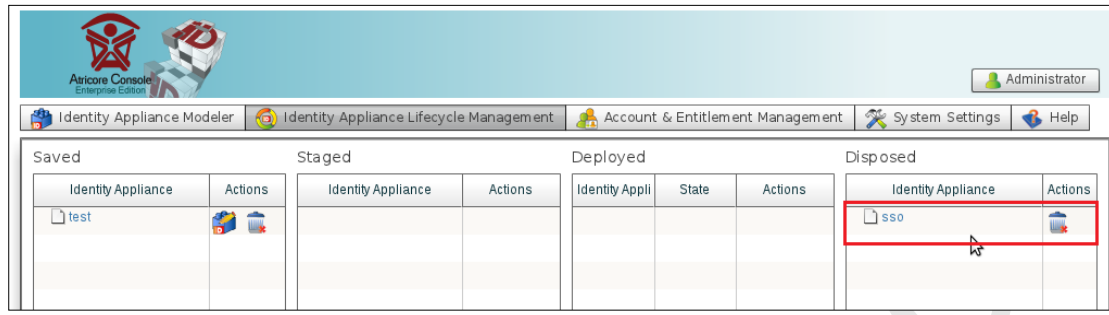 Atricore Console
Enterprise Edition
Administrator
Identity Appliance Modeler Identity Appliance Lifecycle Management Account & Entitlement Management System Settings Help
Saved Staged Deployed Disposed
Identity Appliance Actions Identity Appliance Actions Identity Appli State Actions Identity Appliance Actions
test sso